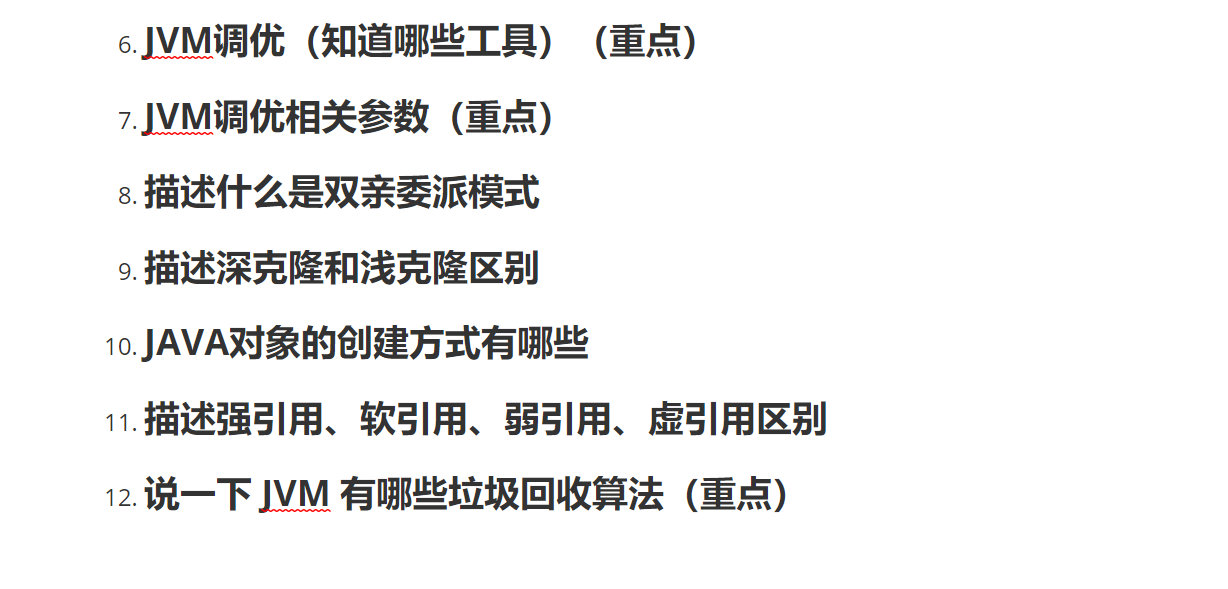 6. JVM调优（知道哪些工具）（重点）
7. JVM调优相关参数（重点）
8. 描述什么是双亲委派模式
9. 描述深克隆和浅克隆区别
10. JAVA对象的创建方式有哪些
11. 描述强引用、软引用、弱引用、虚引用区别
12. 说一下 JVM 有哪些垃圾回收算法（重点）